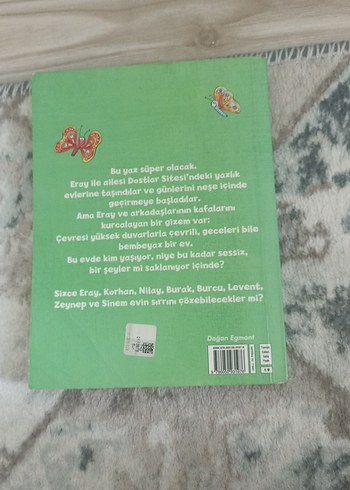 Bu yaz süper olacak.
Eray ile ailesi Dostlar Sitesi'ndeki yazlık
evlerine taşındılar ve günlerini neşe içinde
geçirmeye başladılar.
Ama Eray ve arkadaşlarının kafalarını
kurcalayan bir gizem var:
Çevresi yüksek duvarlarla çevrili, geceleri bile
bembeyaz bir ev.
Bu evde kim yaşıyor, niye bu kadar sessiz,
bir şeyler mi saklanıyor içinde?
Sizce Eray, Korhan, Nilay, Burak, Burcu, Levent,
Zeynep ve Sinem evin sırrını çözebilecekler mi?
Doğan Egmont